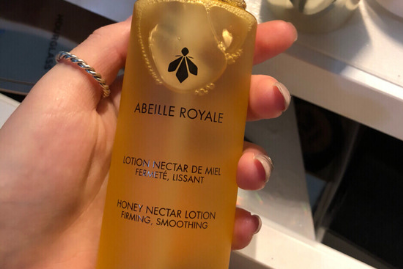 ABEILLE ROYALE
LOTION NECTAR DE MIEL
FERMETÉ, LISSANT
HONEY NECTAR LOTION
FIRMING, SMOOTHING